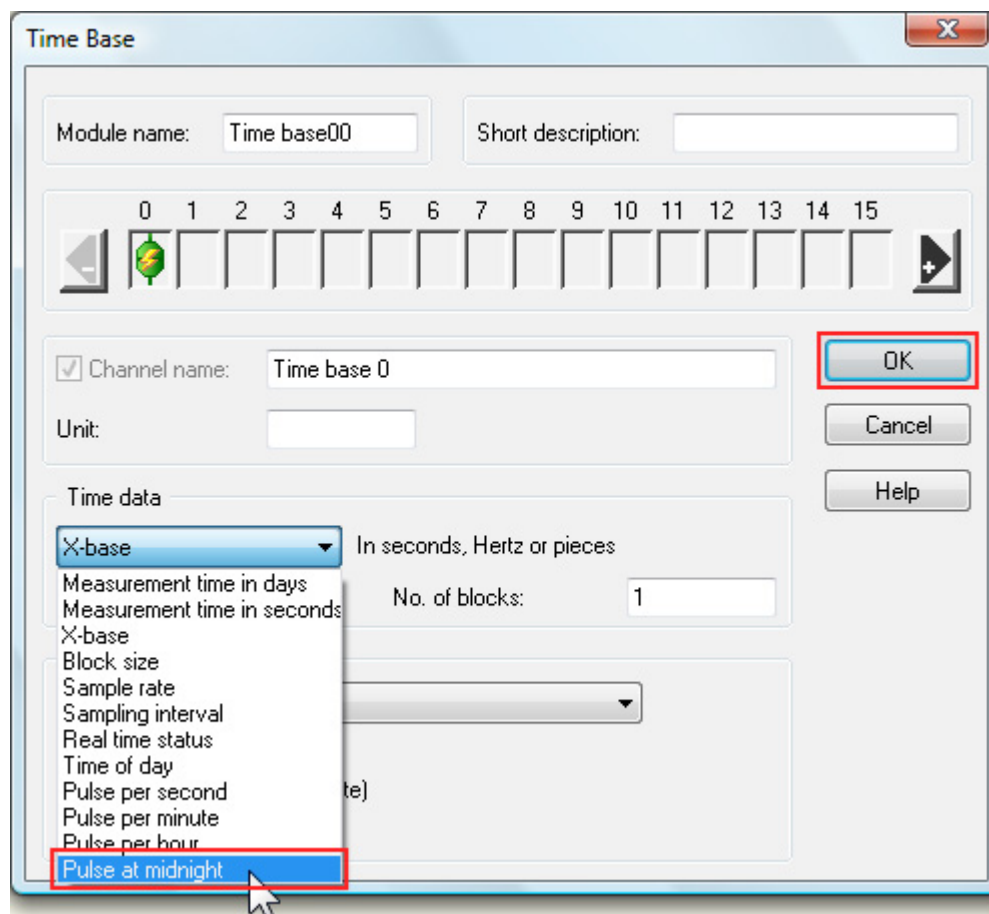 Time Base
Module name: Time base00 Short description:
0 1 2 3 4 5 6 7 8 9 10 11 12 13 14 15
Channel name: Time base 0
OK
Unit:
Cancel
Time data
Help
X-base In seconds, Hertz or pieces
Measurement time in days
Measurement time in seconds
No. of blocks: 1
X-base
Block size
Sample rate
Sampling interval
Real time status
Time of day
Pulse per second
Pulse per minute
Pulse per hour
Pulse at midnight